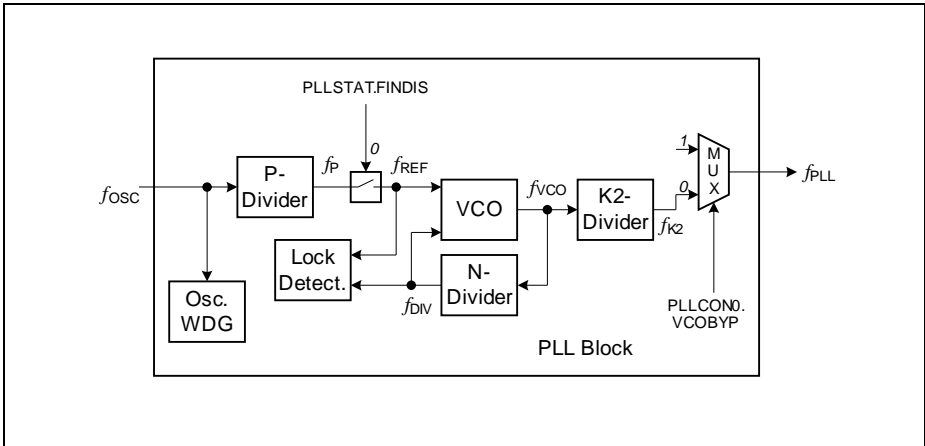 PLLSTAT.FINDIS
0
P-
Divider
fP
fREF
fOSC
VCO
fVCO
K2-
Divider
fK2
1
0
M
U
X
fPLL
Lock
Detect.
fDIV
N-
Divider
Osc.
WDG
PLLCON0.
VCOBYP
PLL Block